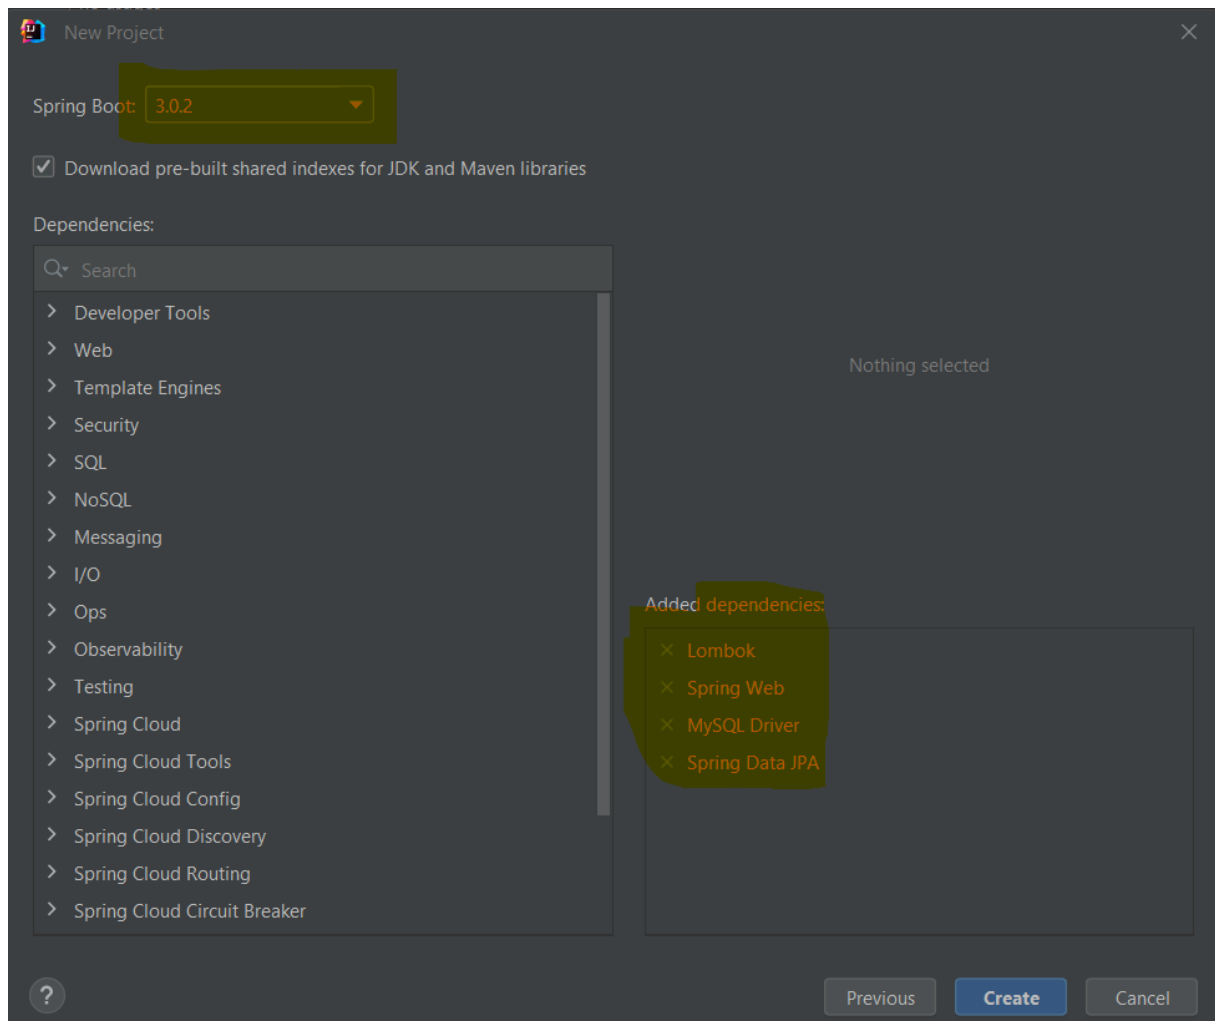 New Project
Spring Boot: 3.0.2
Download pre-built shared indexes for JDK and Maven libraries
Dependencies:
Search
Developer Tools
Web
Template Engines
Security
SQL
NoSQL
Messaging
I/O
Ops
Observability
Testing
Spring Cloud
Spring Cloud Tools
Spring Cloud Config
Spring Cloud Discovery
Spring Cloud Routing
Spring Cloud Circuit Breaker
Nothing selected
Added dependencies:
Lombok
Spring Web
MySQL Driver
Spring Data JPA
? Previous Create Cancel